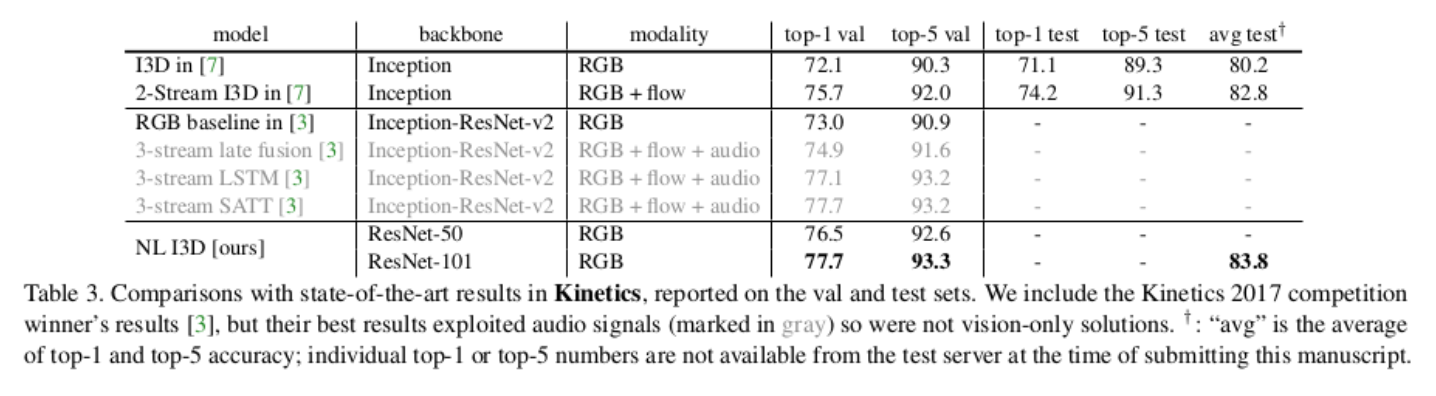 model backbone modality top-1 val top-5 val top-1 test top-5 test avg test†
I3D in [7] Inception RGB 72.1 90.3 71.1 89.3 80.2
2-Stream I3D in [7] Inception RGB + flow 75.7 92.0 74.2 91.3 82.8
RGB baseline in [3] Inception-ResNet-v2 RGB 73.0 90.9 - - -
3-stream late fusion [3] Inception-ResNet-v2 RGB + flow + audio 74.9 91.6 - - -
3-stream LSTM [3] Inception-ResNet-v2 RGB + flow + audio 77.1 93.2 - - -
3-stream SATT [3] Inception-ResNet-v2 RGB + flow + audio 77.7 93.2 - - -
NL I3D [ours] ResNet-50 RGB 76.5 92.6 - - -
ResNet-101 RGB 77.7 93.3 - - 83.8
Table 3. Comparisons with state-of-the-art results in Kinetics, reported on the val and test sets. We include the Kinetics 2017 competition
winner's results [3], but their best results exploited audio signals (marked in gray) so were not vision-only solutions. †: “avg” is the average
of top-1 and top-5 accuracy; individual top-1 or top-5 numbers are not available from the test server at the time of submitting this manuscript.